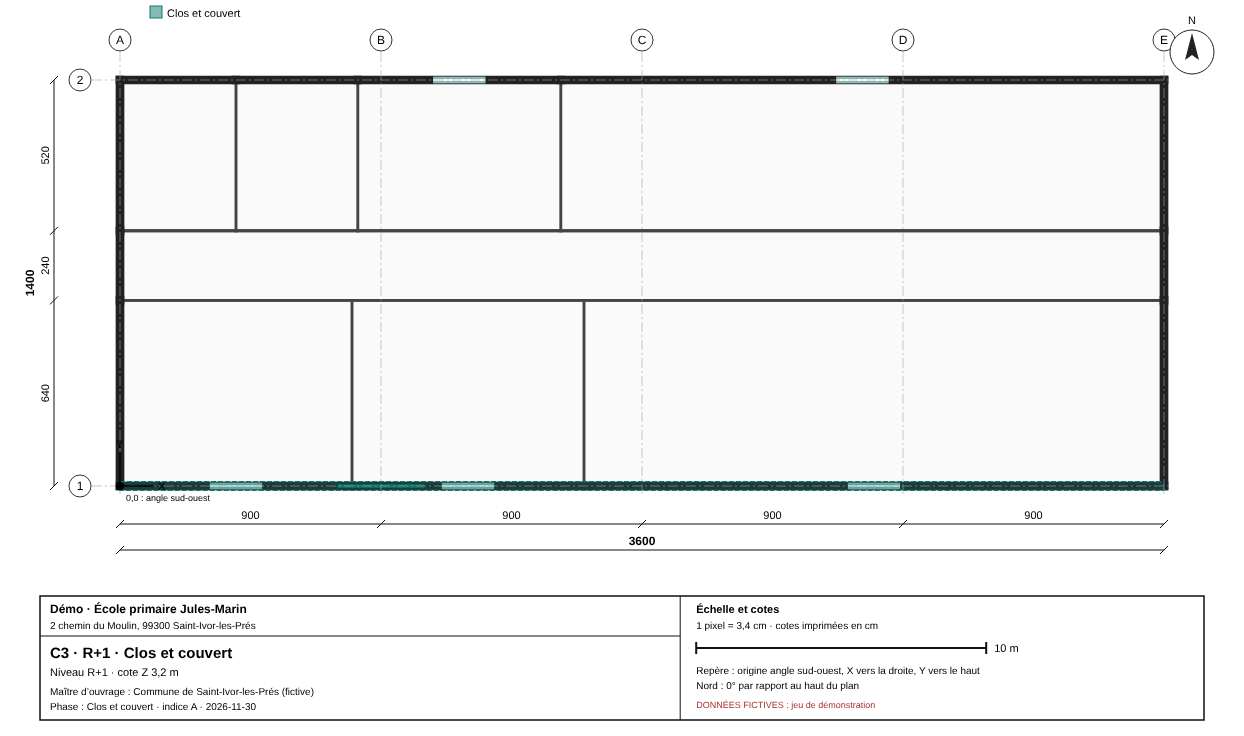 Clos et couvert
N
A
B
C
D
E
2
520
240
1400
640
1
X
0,0 : angle sud-ouest
900
900
900
900
3600
Démo · École primaire Jules-Marin
2 chemin du Moulin, 99300 Saint-Ivor-les-Prés
C3 · R+1 · Clos et couvert
Niveau R+1 · cote Z 3,2 m
Maître d'ouvrage : Commune de Saint-Ivor-les-Prés (fictive)
Phase : Clos et couvert · indice A · 2026-11-30
Échelle et cotes
1 pixel = 3,4 cm · cotes imprimées en cm
10 m
Repère : origine angle sud-ouest, X vers la droite, Y vers le haut
Nord : 0° par rapport au haut du plan
DONNÉES FICTIVES : jeu de démonstration